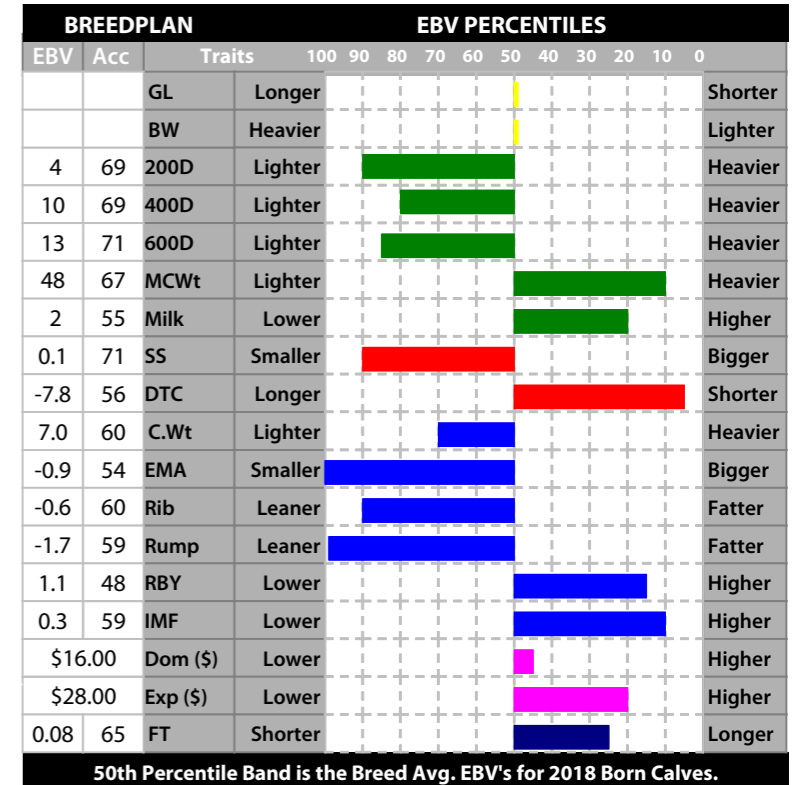 BREEDPLAN EBV PERCENTILES
EBV Acc Traits 100 90 80 70 60 50 40 30 20 10 0
GL Longer Shorter
BW Heavier Lighter
4 69 200D Lighter Heavier
10 69 400D Lighter Heavier
13 71 600D Lighter Heavier
48 67 MCWt Lighter Heavier
2 55 Milk Lower Higher
0.1 71 SS Smaller Bigger
-7.8 56 DTC Longer Shorter
7.0 60 C.Wt Lighter Heavier
-0.9 54 EMA Smaller Bigger
-0.6 60 Rib Leaner Fatter
-1.7 59 Rump Leaner Fatter
1.1 48 RBY Lower Higher
0.3 59 IMF Lower Higher
$16.00 Dom ($) Lower Higher
$28.00 Exp ($) Lower Higher
0.08 65 FT Shorter Longer
50th Percentile Band is the Breed Avg. EBV's for 2018 Born Calves.